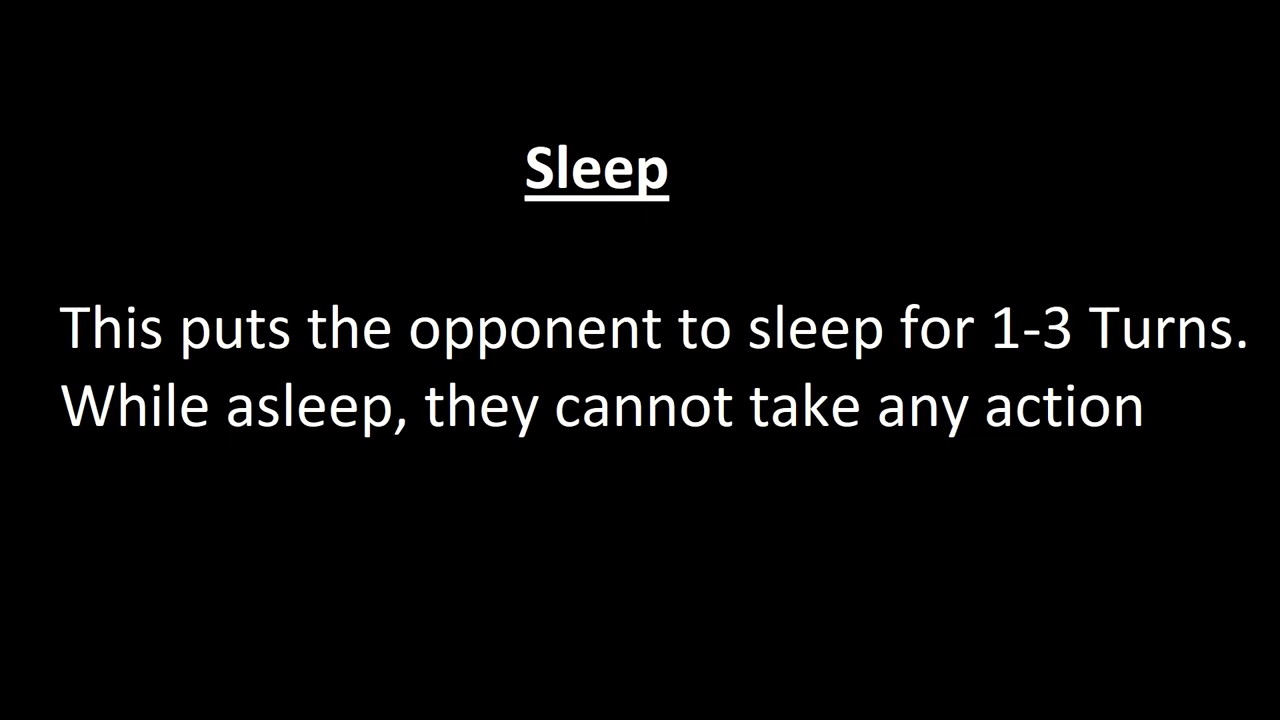 Sleep
This puts the opponent to sleep for 1-3 Turns.
While asleep, they cannot take any action